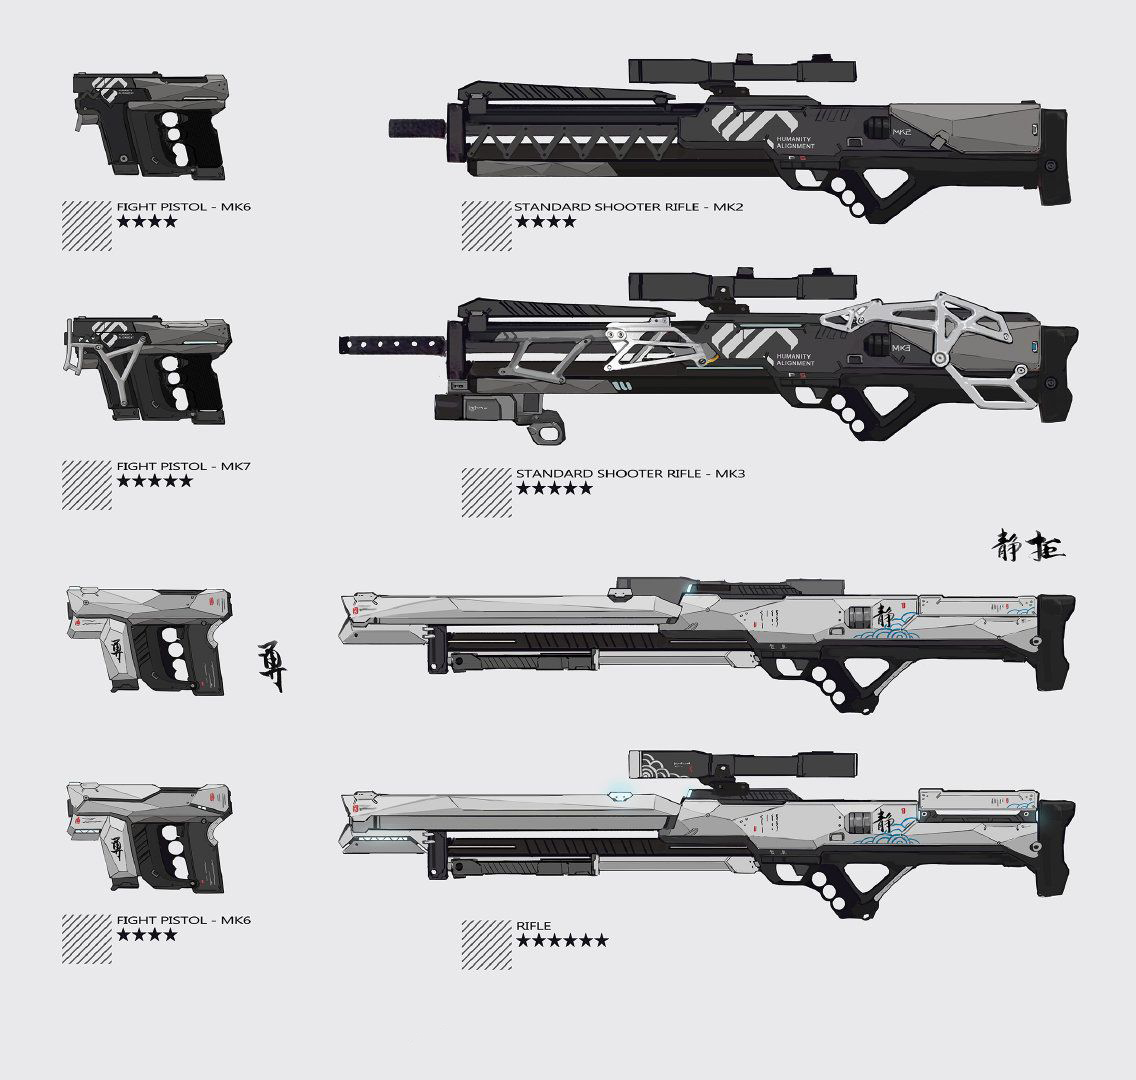 HUMANITY
ALIGNMENT
MK2
FIGHT PISTOL - MK6
★★★★
STANDARD SHOOTER RIFLE - MK2
★★★★
HUMANITY
ALIGNMENT
MK3
FIGHT PISTOL - MK7
★★★★★
STANDARD SHOOTER RIFLE - MK3
★★★★★
静
静
FIGHT PISTOL - MK6
★★★★
静
RIFLE
★★★★★★